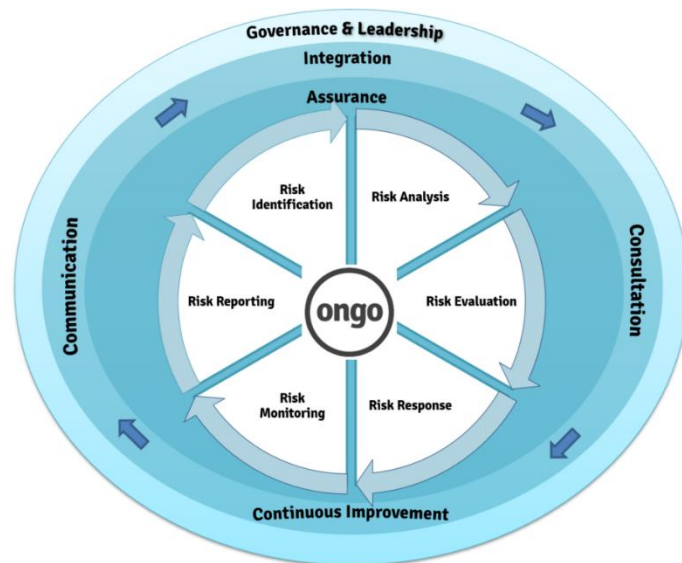 Governance & Leadership
Integration
Assurance
Risk
Identification
Risk Analysis
Communication
Consultation
Risk Reporting
ongo
Risk Evaluation
Risk
Monitoring
Risk Response
Continuous Improvement